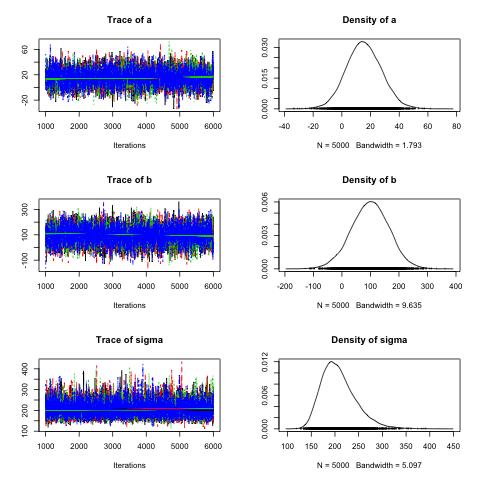 Trace of a
60
20
-20
1000 2000 3000 4000 5000 6000
Iterations
Density of a
0.030
0.015
0.000
-40 -20 0 20 40 60 80
N = 5000 Bandwidth = 1.793
Trace of b
300
100
-100
1000 2000 3000 4000 5000 6000
Iterations
Density of b
0.006
0.003
0.000
-200 -100 0 100 200 300 400
N = 5000 Bandwidth = 9.635
Trace of sigma
400
300
200
100
1000 2000 3000 4000 5000 6000
Iterations
Density of sigma
0.012
0.006
0.000
100 150 200 250 300 350 400 450
N = 5000 Bandwidth = 5.097